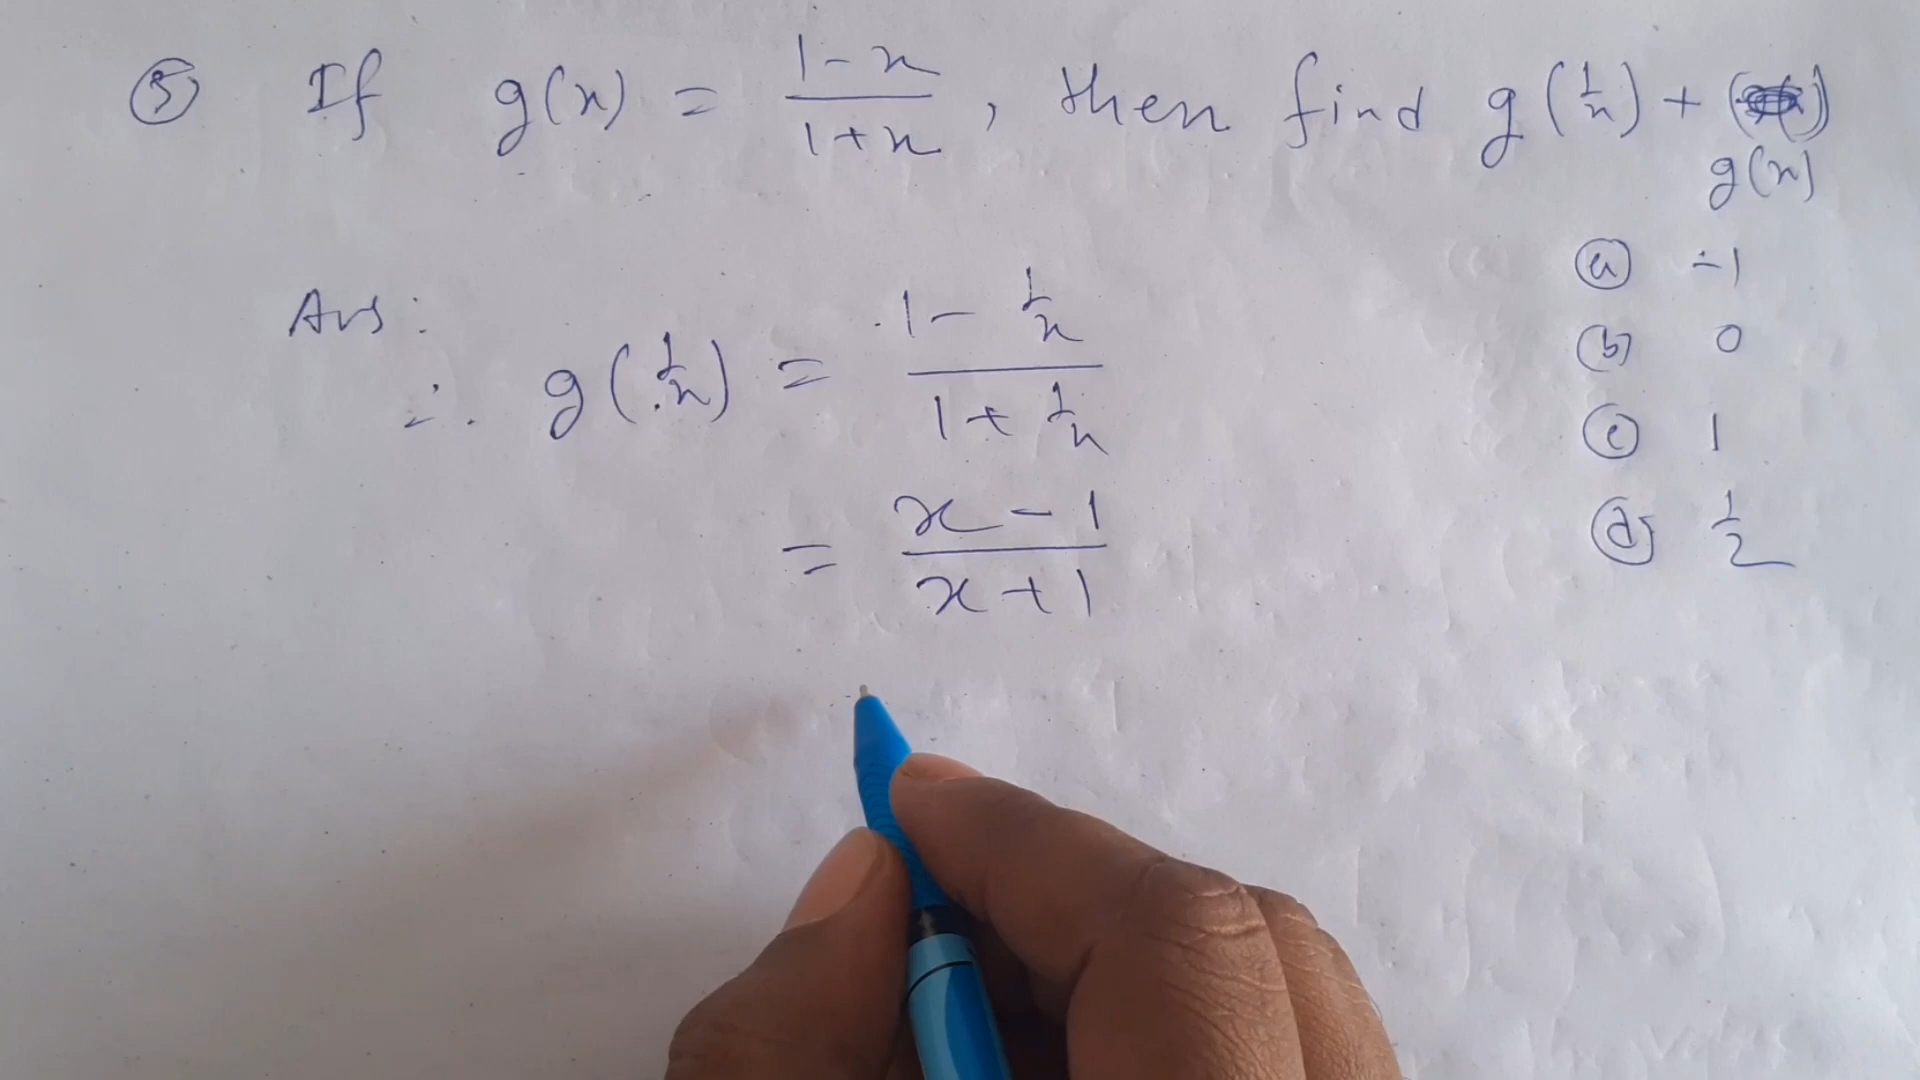 ⑤ If g(x) = (1-x)/(1+x), then find g(1/x) +
g(x)
ⓐ -1
Ans:
∴ g(1/x) = (1 - 1/x)/(1 + 1/x)
ⓑ 0
ⓒ 1
= (x-1)/(x+1)
ⓓ 1/2